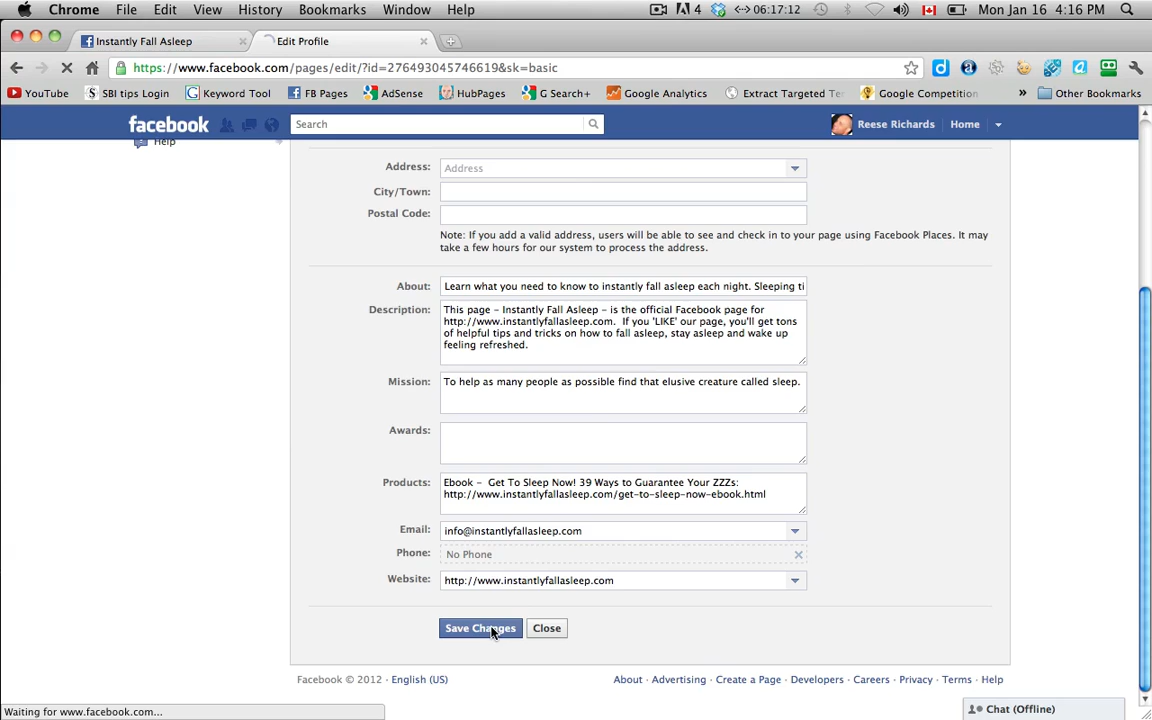 Chrome File Edit View History Bookmarks Window Help 4 06:17:12 Mon Jan 16 4:16 PM
Instantly Fall Asleep Edit Profile
https://www.facebook.com/pages/edit/?id=276493045746619&sk=basic
YouTube SBI tips Login Keyword Tool FB Pages AdSense HubPages G Search+ Google Analytics Extract Targeted Te Google Competition » Other Bookmarks
facebook Search Reese Richards Home
Help
Address: Address
City/Town:
Postal Code:
Note: If you add a valid address, users will be able to see and check in to your page using Facebook Places. It may
take a few hours for our system to process the address.
About: Learn what you need to know to instantly fall asleep each night. Sleeping ti
Description: This page – Instantly Fall Asleep – is the official Facebook page for
http://www.instantlyfallasleep.com. If you 'LIKE' our page, you'll get tons
of helpful tips and tricks on how to fall asleep, stay asleep and wake up
feeling refreshed.
Mission: To help as many people as possible find that elusive creature called sleep.
Awards:
Products: Ebook – Get To Sleep Now! 39 Ways to Guarantee Your ZZZs:
http://www.instantlyfallasleep.com/get-to-sleep-now-ebook.html
Email: info@instantlyfallasleep.com
Phone: No Phone
Website: http://www.instantlyfallasleep.com
Save Changes Close
Facebook © 2012 · English (US) About · Advertising · Create a Page · Developers · Careers · Privacy · Terms · Help
Waiting for www.facebook.com... Chat (Offline)